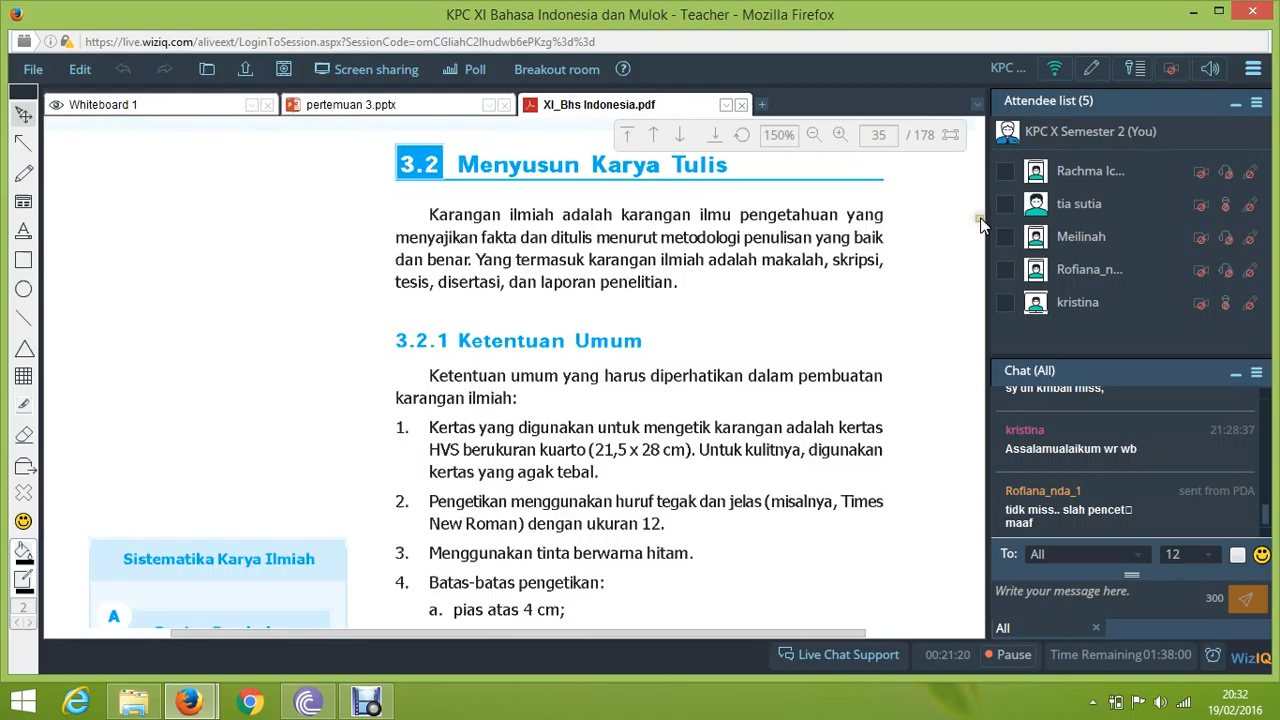 KPC XI Bahasa Indonesia dan Mulok - Teacher - Mozilla Firefox
https://live.wiziq.com/aliveext/LoginToSession.aspx?SessionCode=omCGliahC2lhudwb6ePKzg%3d%3d
File Edit Screen sharing Poll Breakout room KPC ...
Whiteboard 1 pertemuan 3.pptx XI_Bhs Indonesia.pdf
150% 35 / 178
3.2 Menyusun Karya Tulis
Karangan ilmiah adalah karangan ilmu pengetahuan yang
menyajikan fakta dan ditulis menurut metodologi penulisan yang baik
dan benar. Yang termasuk karangan ilmiah adalah makalah, skripsi,
tesis, disertasi, dan laporan penelitian.
3.2.1 Ketentuan Umum
Ketentuan umum yang harus diperhatikan dalam pembuatan
karangan ilmiah:
1. Kertas yang digunakan untuk mengetik karangan adalah kertas
HVS berukuran kuarto (21,5 x 28 cm). Untuk kulitnya, digunakan
kertas yang agak tebal.
2. Pengetikan menggunakan huruf tegak dan jelas (misalnya, Times
New Roman) dengan ukuran 12.
3. Menggunakan tinta berwarna hitam.
4. Batas-batas pengetikan:
a. pias atas 4 cm;
Sistematika Karya Ilmiah
A
2
Attendee list (5)
KPC X Semester 2 (You)
Rachma Ic...
tia sutia
Meilinah
Rofiana_n...
kristina
Chat (All)
sy dh kmbali miss,
kristina 21:28:37
Assalamualaikum wr wb
Rofiana_nda_1 sent from PDA
tidk miss.. slah pencet
maaf
To: All 12
Write your message here. 300
All
Live Chat Support 00:21:20 Pause Time Remaining01:38:00 WizIQ
20:32
19/02/2016